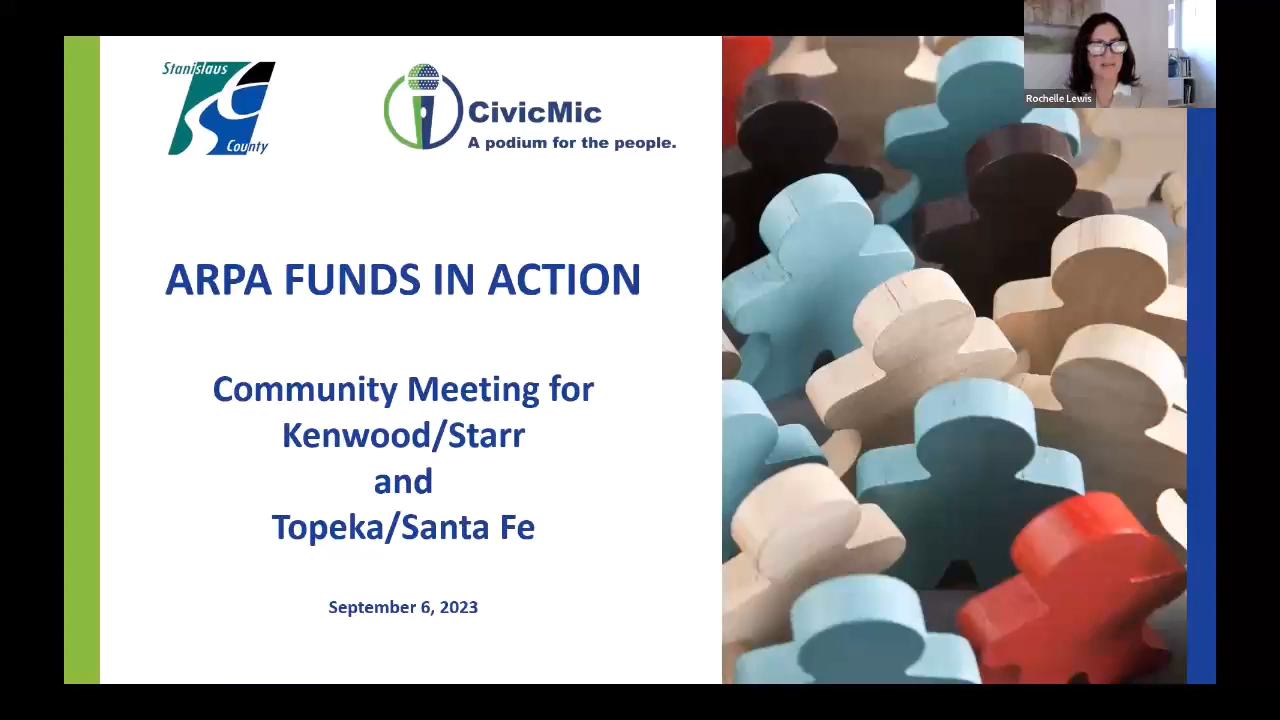 Stanislaus
County
CivicMic
A podium for the people.
Rochelle Lewis
ARPA FUNDS IN ACTION
Community Meeting for
Kenwood/Starr
and
Topeka/Santa Fe
September 6, 2023